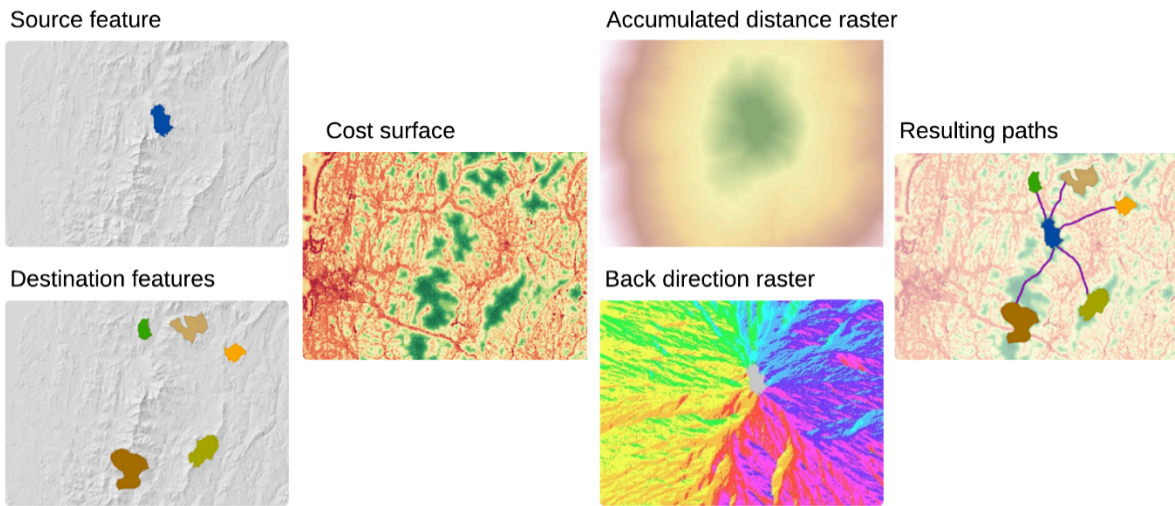 Source feature
Accumulated distance raster
Cost surface
Resulting paths
Destination features
Back direction raster